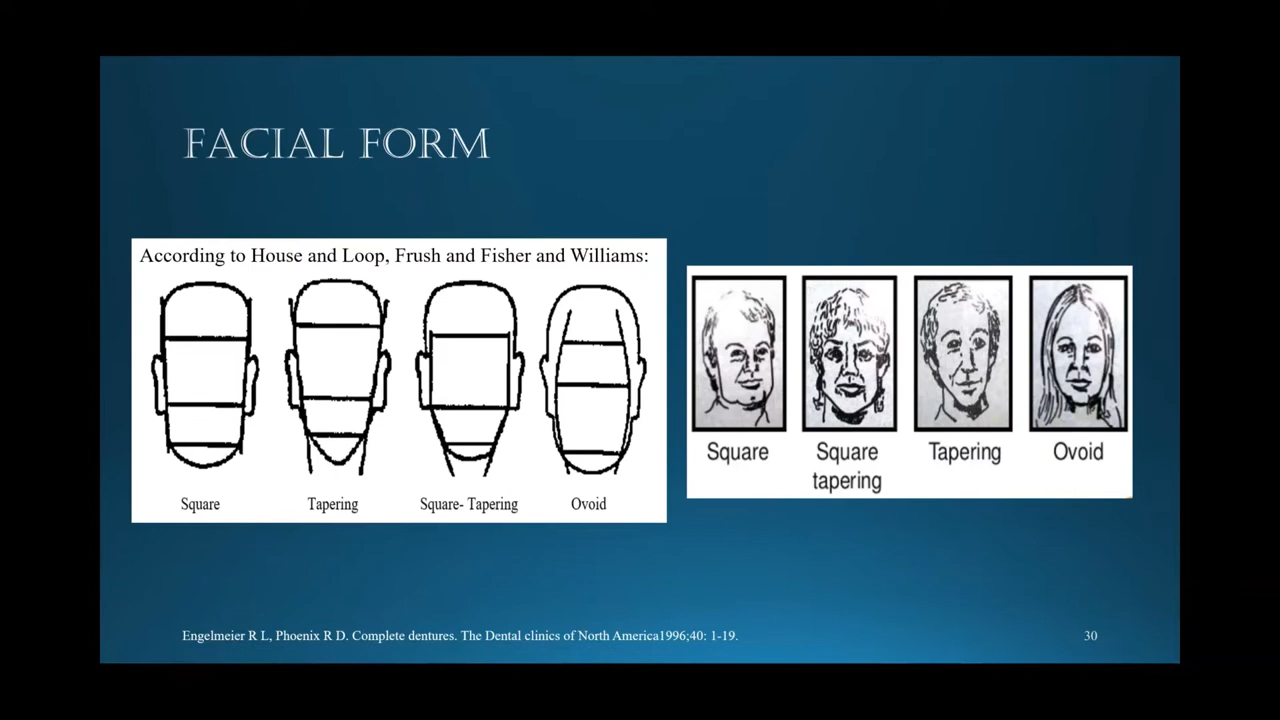 FACIAL FORM
According to House and Loop, Frush and Fisher and Williams:
Square Tapering Square- Tapering Ovoid
Square Square tapering Tapering Ovoid
Engelmeier R L, Phoenix R D. Complete dentures. The Dental clinics of North America1996;40: 1-19.
30